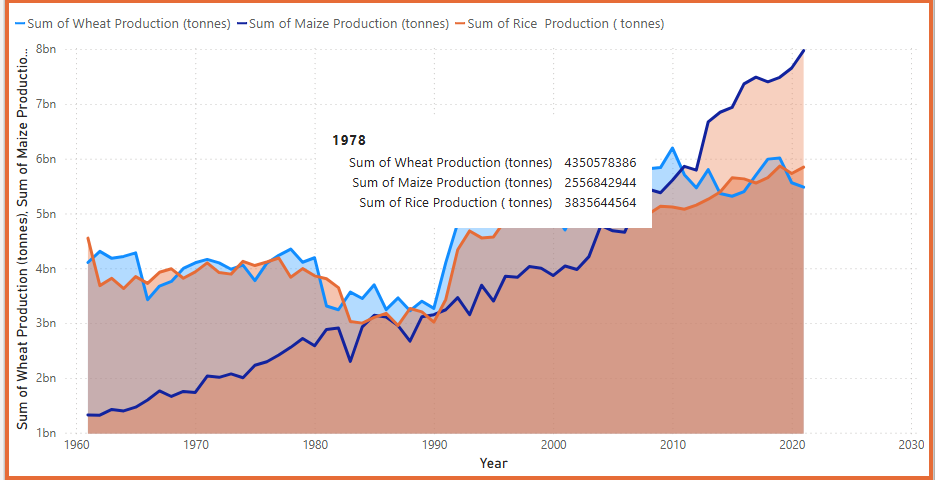 Sum of Wheat Production (tonnes) Sum of Maize Production (tonnes) Sum of Rice Production ( tonnes)
Sum of Wheat Production (tonnes), Sum of Maize Productio...
8bn
7bn
6bn
5bn
4bn
3bn
2bn
1bn
1978
Sum of Wheat Production (tonnes) 4350578386
Sum of Maize Production (tonnes) 2556842944
Sum of Rice Production ( tonnes) 3835644564
1960 1970 1980 1990 2000 2010 2020 2030
Year